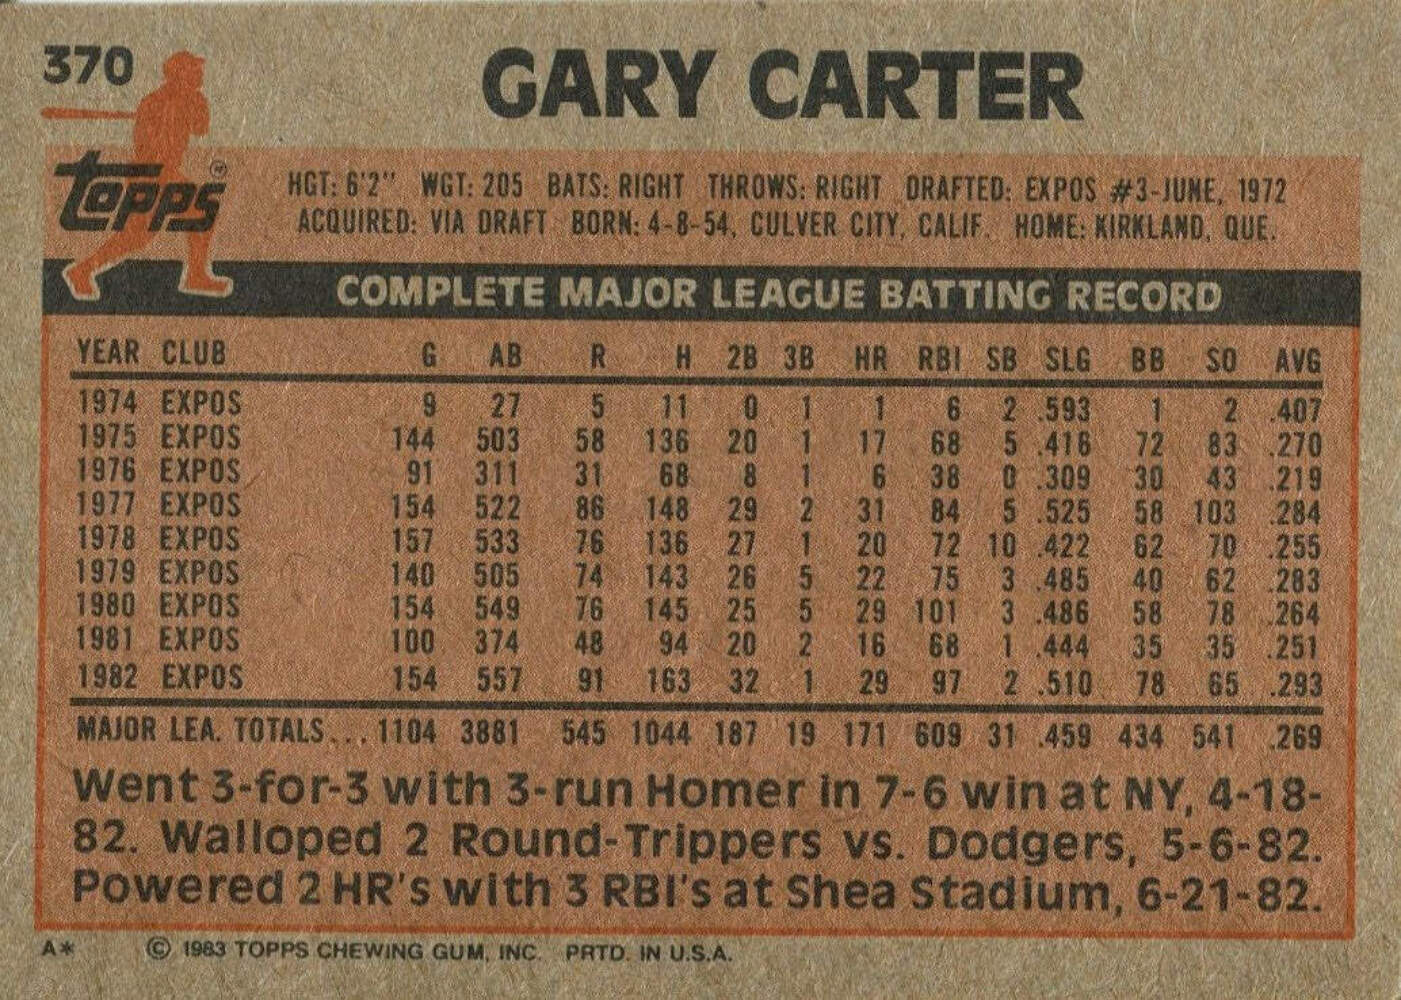 370
GARY CARTER
topps®
HGT: 6'2" WGT: 205 BATS: RIGHT THROWS: RIGHT DRAFTED: EXPOS #3-JUNE, 1972
ACQUIRED: VIA DRAFT BORN: 4-8-54, CULVER CITY, CALIF. HOME: KIRKLAND, QUE.
COMPLETE MAJOR LEAGUE BATTING RECORD
YEAR CLUB G AB R H 2B 3B HR RBI SB SLG BB SO AVG
1974 EXPOS 9 27 5 11 0 1 1 6 2 .593 1 2 .407
1975 EXPOS 144 503 58 136 20 1 17 68 5 .416 72 83 .270
1976 EXPOS 91 311 31 68 8 1 6 38 0 .309 30 43 .219
1977 EXPOS 154 522 86 148 29 2 31 84 5 .525 58 103 .284
1978 EXPOS 157 533 76 136 27 1 20 72 10 .422 62 70 .255
1979 EXPOS 140 505 74 143 26 5 22 75 3 .485 40 62 .283
1980 EXPOS 154 549 76 145 25 5 29 101 3 .486 58 78 .264
1981 EXPOS 100 374 48 94 20 2 16 68 1 .444 35 35 .251
1982 EXPOS 154 557 91 163 32 1 29 97 2 .510 78 65 .293
MAJOR LEA. TOTALS... 1104 3881 545 1044 187 19 171 609 31 .459 434 541 .269
Went 3-for-3 with 3-run Homer in 7-6 win at NY, 4-18-
82. Walloped 2 Round-Trippers vs. Dodgers, 5-6-82.
Powered 2 HR's with 3 RBI's at Shea Stadium, 6-21-82.
A* © 1983 TOPPS CHEWING GUM, INC. PRTD. IN U.S.A.